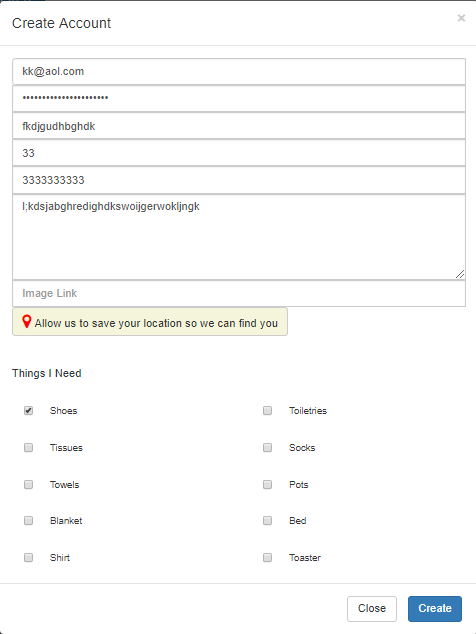 Create Account
×
kk@aol.com
••••••••••••••••••••••
fkdjgudhbghdk
33
3333333333
l;kdsjabghredighdkswoijgerwokljngk
Image Link
Allow us to save your location so we can find you
Things I Need
Shoes Toiletries
Tissues Socks
Towels Pots
Blanket Bed
Shirt Toaster
Close Create